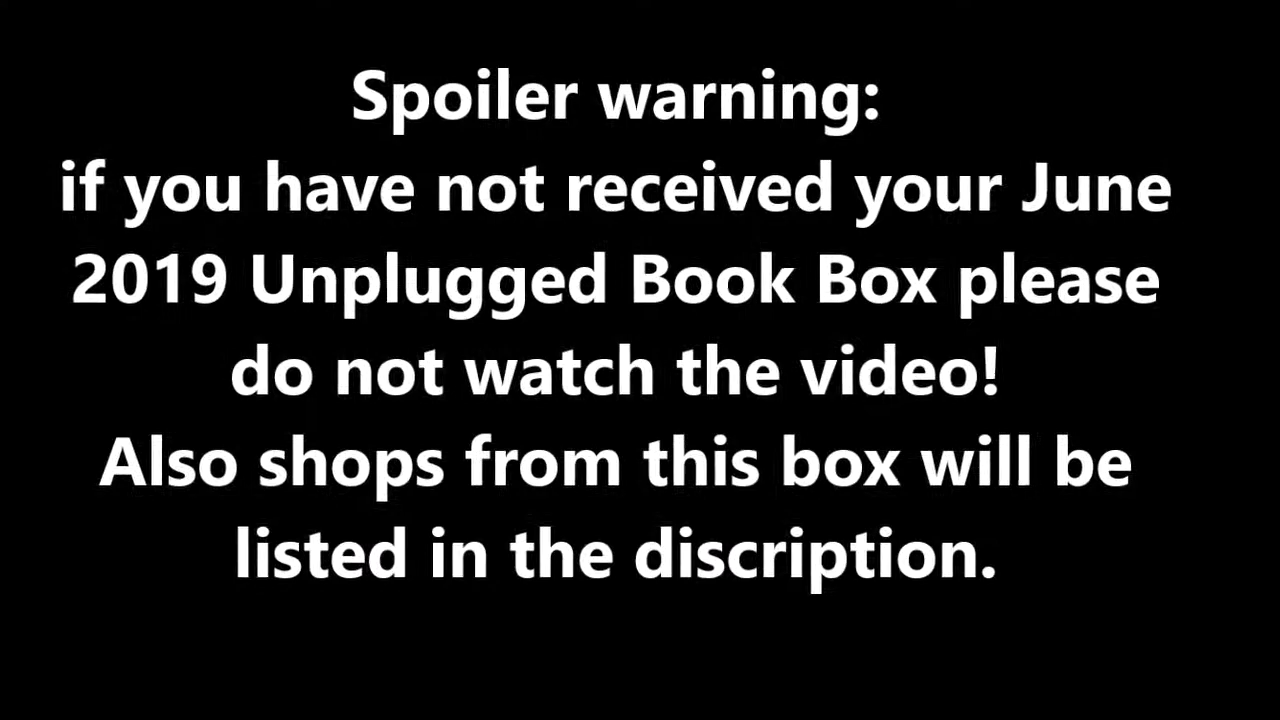 Spoiler warning:
if you have not received your June
2019 Unplugged Book Box please
do not watch the video!
Also shops from this box will be
listed in the discription.